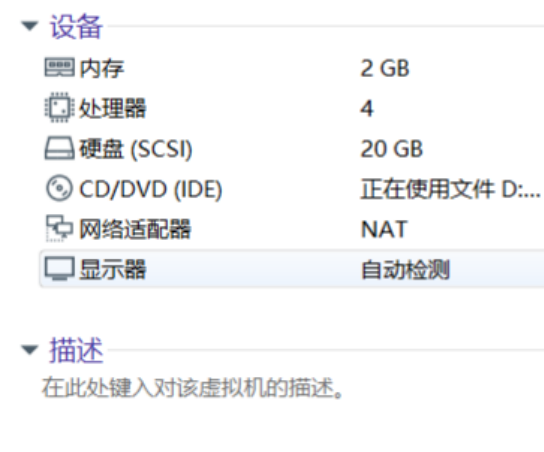 设备
内存 2 GB
处理器 4
硬盘 (SCSI) 20 GB
CD/DVD (IDE) 正在使用文件 D:...
网络适配器 NAT
显示器 自动检测
描述
在此处键入对该虚拟机的描述。